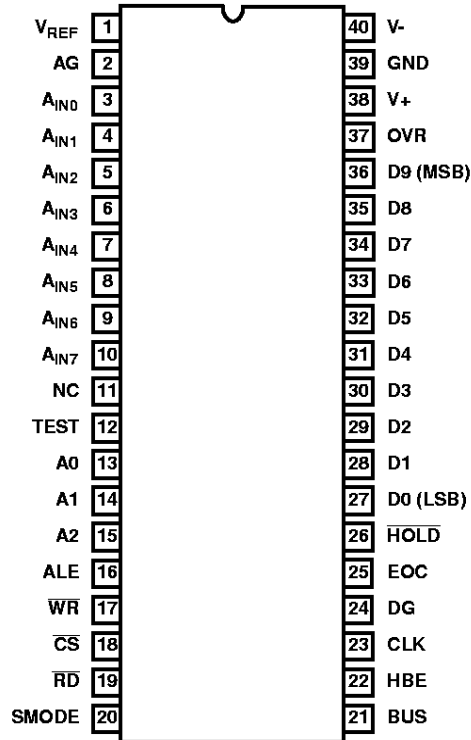 VREF 1 40 V-
AG 2 39 GND
AIN0 3 38 V+
AIN1 4 37 OVR
AIN2 5 36 D9 (MSB)
AIN3 6 35 D8
AIN4 7 34 D7
AIN5 8 33 D6
AIN6 9 32 D5
AIN7 10 31 D4
NC 11 30 D3
TEST 12 29 D2
A0 13 28 D1
A1 14 27 D0 (LSB)
A2 15 26 H̅O̅L̅D̅
ALE 16 25 EOC
W̅R̅ 17 24 DG
C̅S̅ 18 23 CLK
R̅D̅ 19 22 HBE
SMODE 20 21 BUS